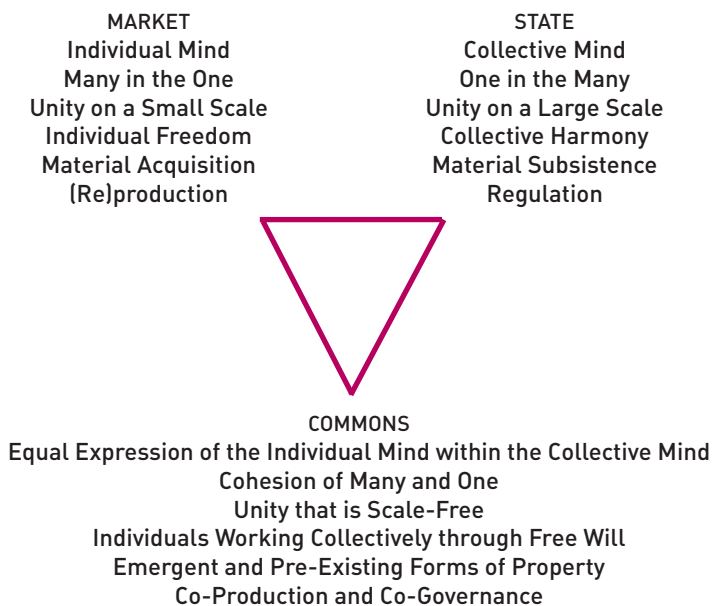 MARKET
Individual Mind
Many in the One
Unity on a Small Scale
Individual Freedom
Material Acquisition
(Re)production
STATE
Collective Mind
One in the Many
Unity on a Large Scale
Collective Harmony
Material Subsistence
Regulation
COMMONS
Equal Expression of the Individual Mind within the Collective Mind
Cohesion of Many and One
Unity that is Scale-Free
Individuals Working Collectively through Free Will
Emergent and Pre-Existing Forms of Property
Co-Production and Co-Governance